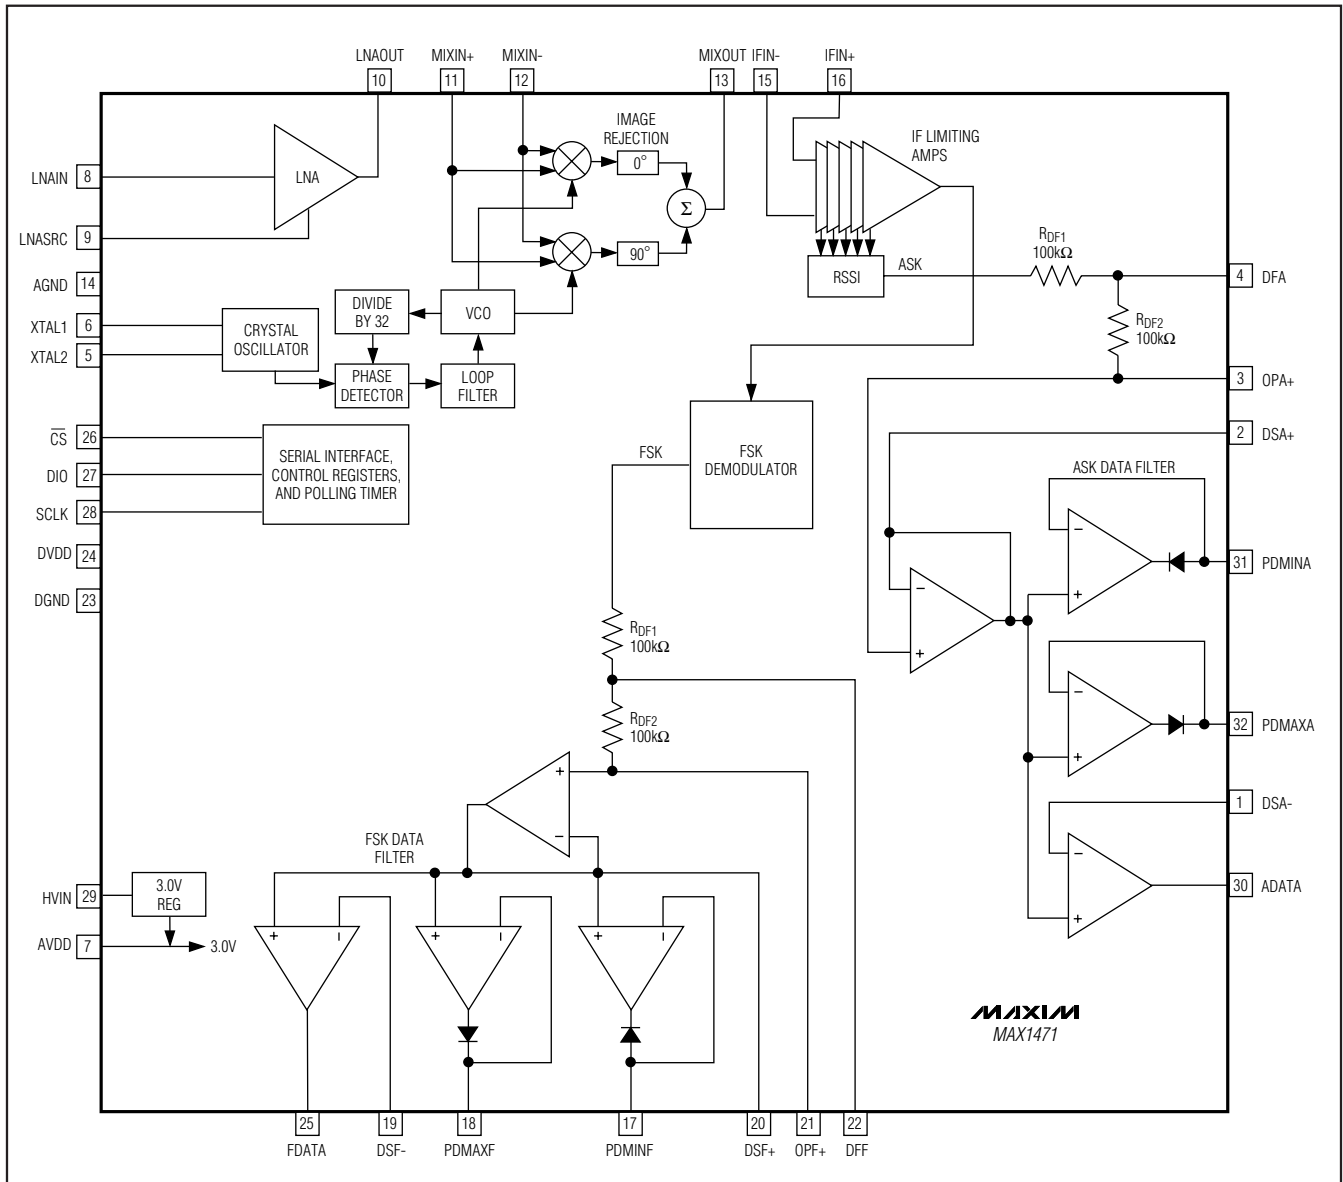 LNAOUT MIXIN+ MIXIN- MIXOUT IFIN- IFIN+
10 11 12 13 15 16
IMAGE
REJECTION
0°
IF LIMITING
AMPS
LNAIN 8
LNA
Σ
LNASRC 9
90°
RSSI
ASK
RDF1
100kΩ
4 DFA
AGND 14
DIVIDE
BY 32
VCO
XTAL1 6
XTAL2 5
CRYSTAL
OSCILLATOR
RDF2
100kΩ
PHASE
DETECTOR
LOOP
FILTER
3 OPA+
2 DSA+
CS 26
DIO 27
SCLK 28
SERIAL INTERFACE,
CONTROL REGISTERS,
AND POLLING TIMER
FSK
FSK
DEMODULATOR
ASK DATA FILTER
DVDD 24
DGND 23
-
+
31 PDMINA
-
+
RDF1
100kΩ
-
+
32 PDMAXA
RDF2
100kΩ
+
-
1 DSA-
-
+
30 ADATA
FSK DATA
FILTER
HVIN 29
3.0V
REG
AVDD 7
3.0V
+ - + - + -
MAXIM
MAX1471
25 19 18 17 20 21 22
FDATA DSF- PDMAXF PDMINF DSF+ OPF+ DFF